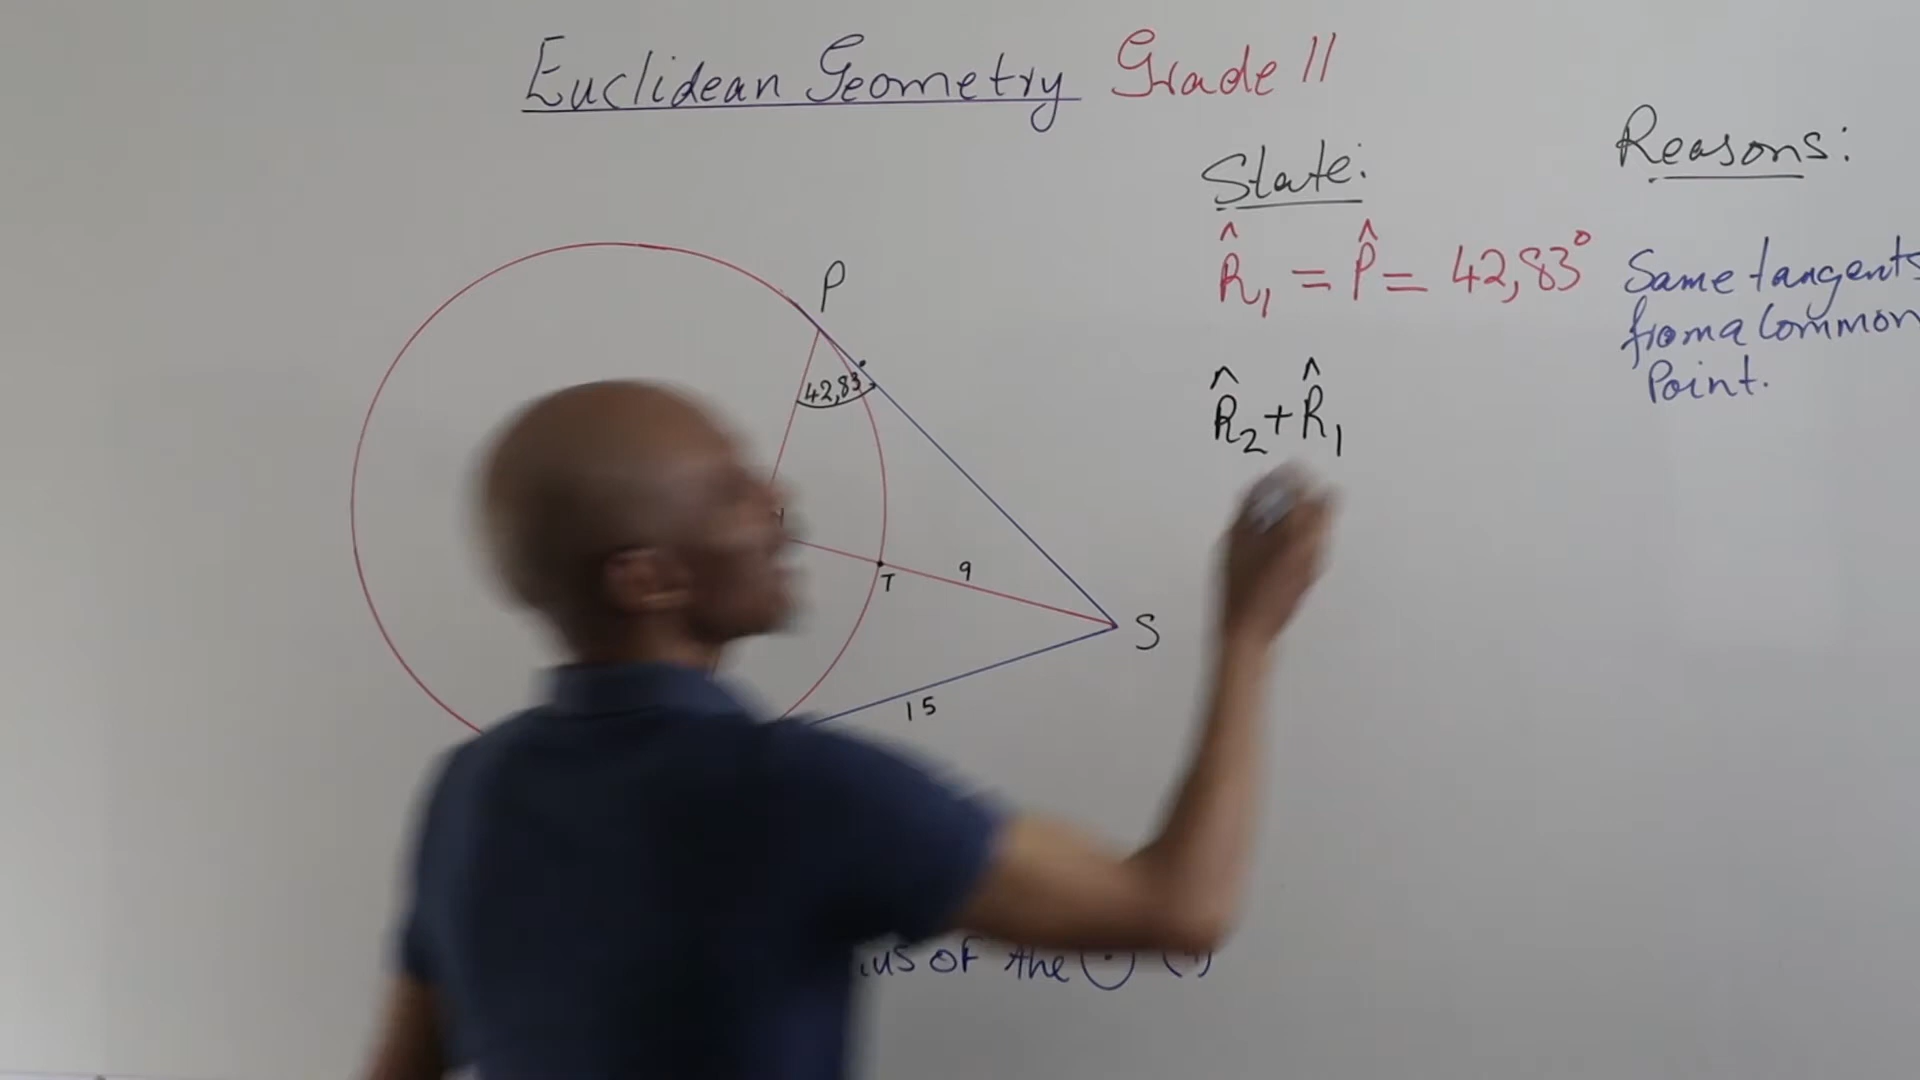 Euclidean Geometry Grade 11
State:
Reasons:
R̂₁ = P̂ = 42,83°
Same tangents
from a Common
Point.
R̂₂ + R̂₁
P
42,83
T
9
S
15
of the ⊙